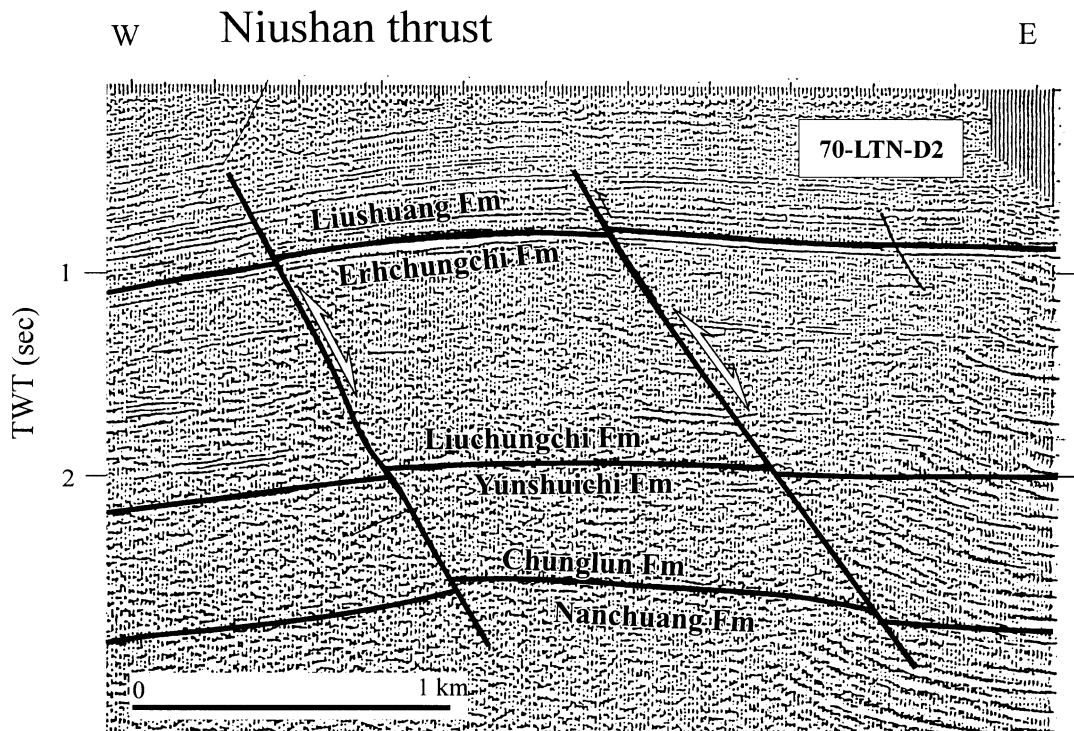 W
Niushan thrust
E
70-LTN-D2
Liushuang Fm
Erhchungchi Fm
1
TWT (sec)
Liuchungchi Fm
2
Yunshuichi Fm
Chunglun Fm
Nanchuang Fm
0
1 km